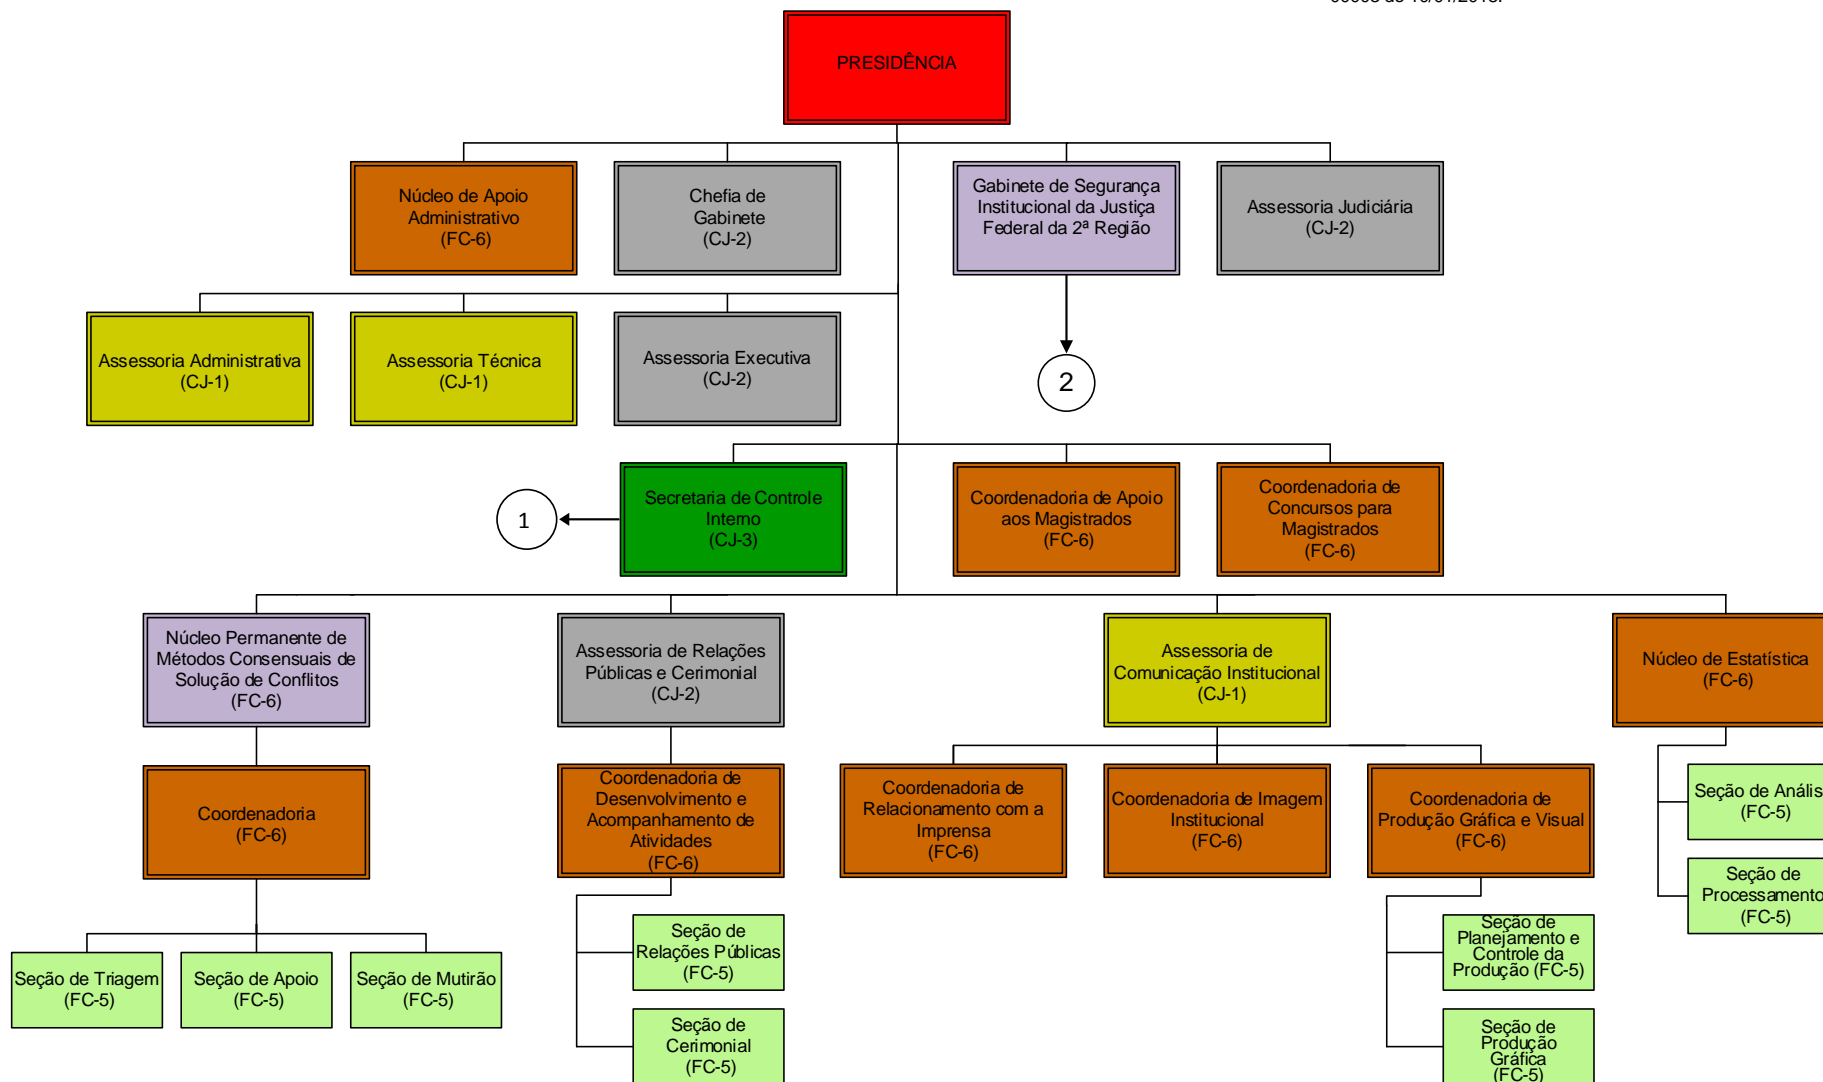 PRESIDÊNCIA
Núcleo de Apoio
Administrativo
(FC-6)
Chefia de
Gabinete
(CJ-2)
Gabinete de Segurança
Institucional da Justiça
Federal da 2ª Região
Assessoria Judiciária
(CJ-2)
Assessoria Administrativa
(CJ-1)
Assessoria Técnica
(CJ-1)
Assessoria Executiva
(CJ-2)
2
1
Secretaria de Controle
Interno
(CJ-3)
Coordenadoria de Apoio
aos Magistrados
(FC-6)
Coordenadoria de
Concursos para
Magistrados
(FC-6)
Núcleo Permanente de
Métodos Consensuais de
Solução de Conflitos
(FC-6)
Assessoria de Relações
Públicas e Cerimonial
(CJ-2)
Assessoria de
Comunicação Institucional
(CJ-1)
Núcleo de Estatística
(FC-6)
Coordenadoria
(FC-6)
Coordenadoria de
Desenvolvimento e
Acompanhamento de
Atividades
(FC-6)
Coordenadoria de
Relacionamento com a
Imprensa
(FC-6)
Coordenadoria de Imagem
Institucional
(FC-6)
Coordenadoria de
Produção Gráfica e Visual
(FC-6)
Seção de Anális
(FC-5)
Seção de
Processamento
(FC-5)
Seção de Triagem
(FC-5)
Seção de Apoio
(FC-5)
Seção de Mutirão
(FC-5)
Seção de
Relações Públicas
(FC-5)
Seção de
Cerimonial
(FC-5)
Seção de
Planejamento e
Controle da
Produção (FC-5)
Seção de
Produção
Gráfica
(FC-5)